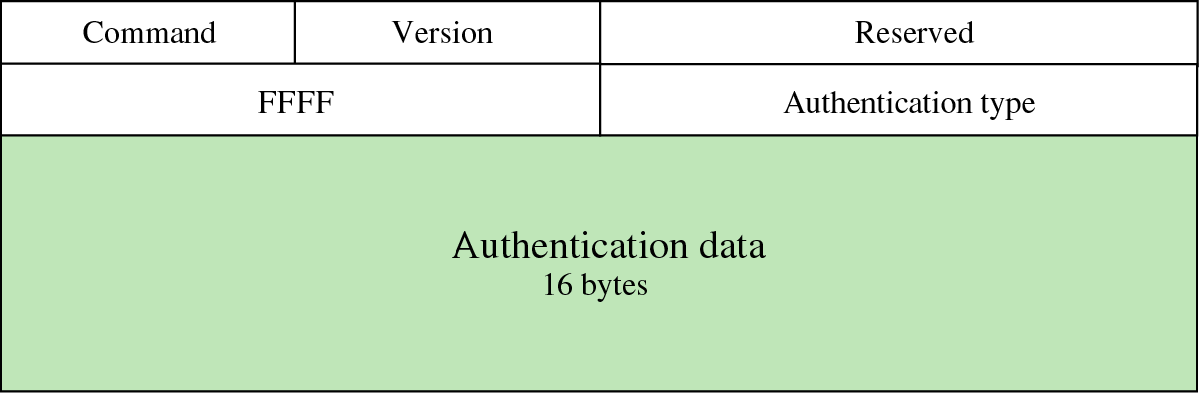 Command Version Reserved
FFFF Authentication type
Authentication data
16 bytes